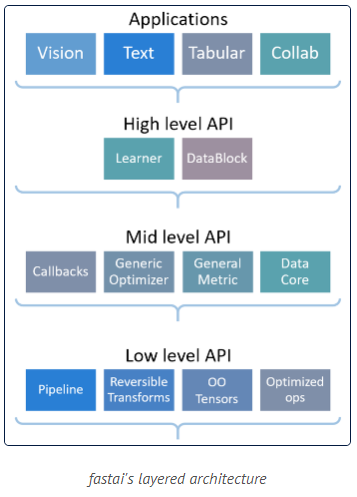 Applications
Vision Text Tabular Collab
High level API
Learner DataBlock
Mid level API
Callbacks Generic Optimizer General Metric Data Core
Low level API
Pipeline Reversible Transforms OO Tensors Optimized ops
fastai's layered architecture